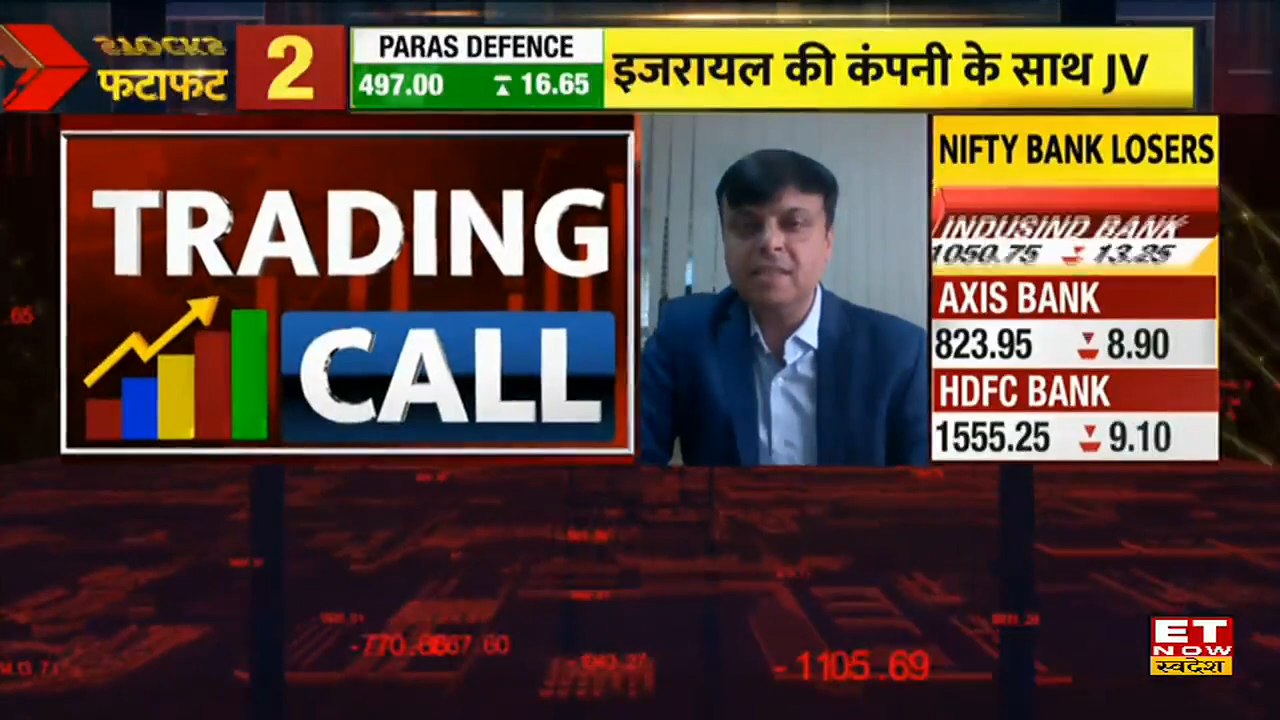 STOCKS
फटाफट
2
PARAS DEFENCE
497.00 16.65
इजरायल की कंपनी के साथ JV
TRADING
CALL
NIFTY BANK LOSERS
INDUSIND BANK
1050.75 13.25
AXIS BANK
823.95 8.90
HDFC BANK
1555.25 9.10
.65
-1105.69
ET
NOW
स्वदेश